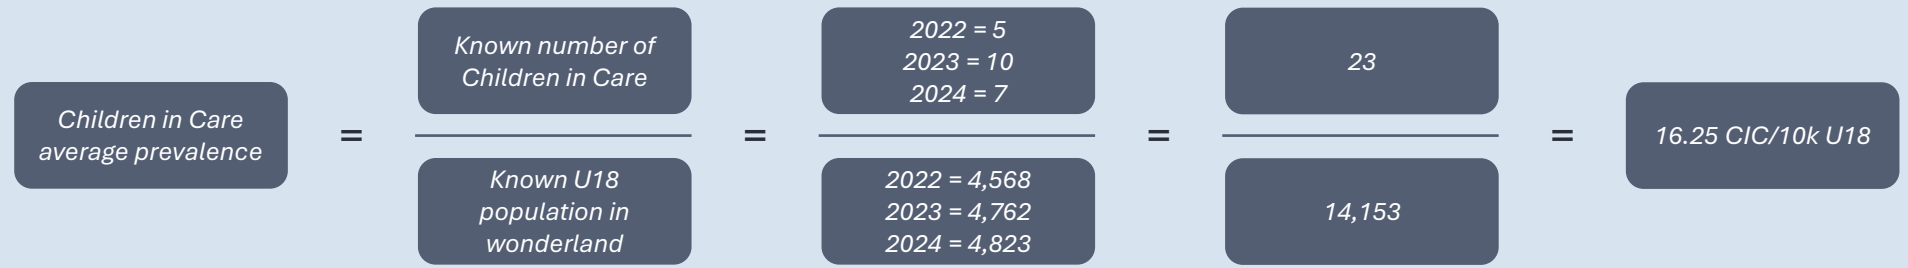 Children in Care
average prevalence
=
Known number of
Children in Care
Known U18
population in
wonderland
=
2022 = 5
2023 = 10
2024 = 7
2022 = 4,568
2023 = 4,762
2024 = 4,823
=
23
14,153
=
16.25 CIC/10k U18